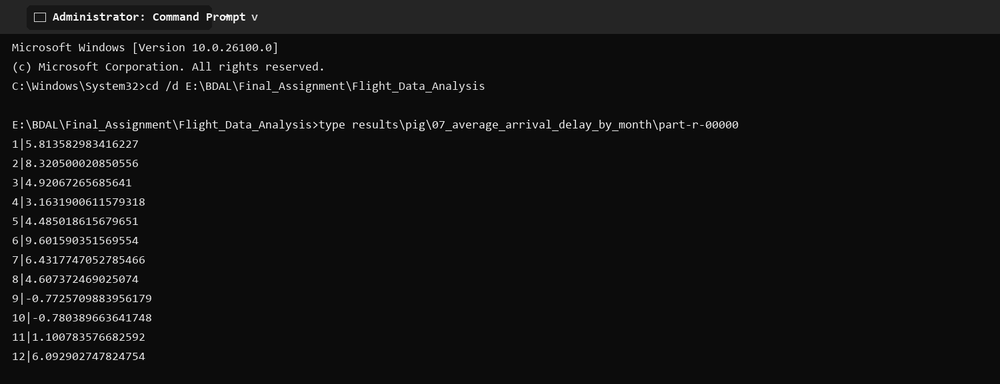 Administrator: Command Prompt v
Microsoft Windows [Version 10.0.26100.0]
(c) Microsoft Corporation. All rights reserved.
C:\Windows\System32>cd /d E:\BDAL\Final_Assignment\Flight_Data_Analysis
E:\BDAL\Final_Assignment\Flight_Data_Analysis>type results\pig\07_average_arrival_delay_by_month\part-r-00000
1|5.813582983416227
2|8.320500020850556
3|4.92067265685641
4|3.1631900611579318
5|4.485018615679651
6|9.601590351569554
7|6.4317747052785466
8|4.607372469025074
9|-0.7725709883956179
10|-0.780389663641748
11|1.100783576682592
12|6.092902747824754